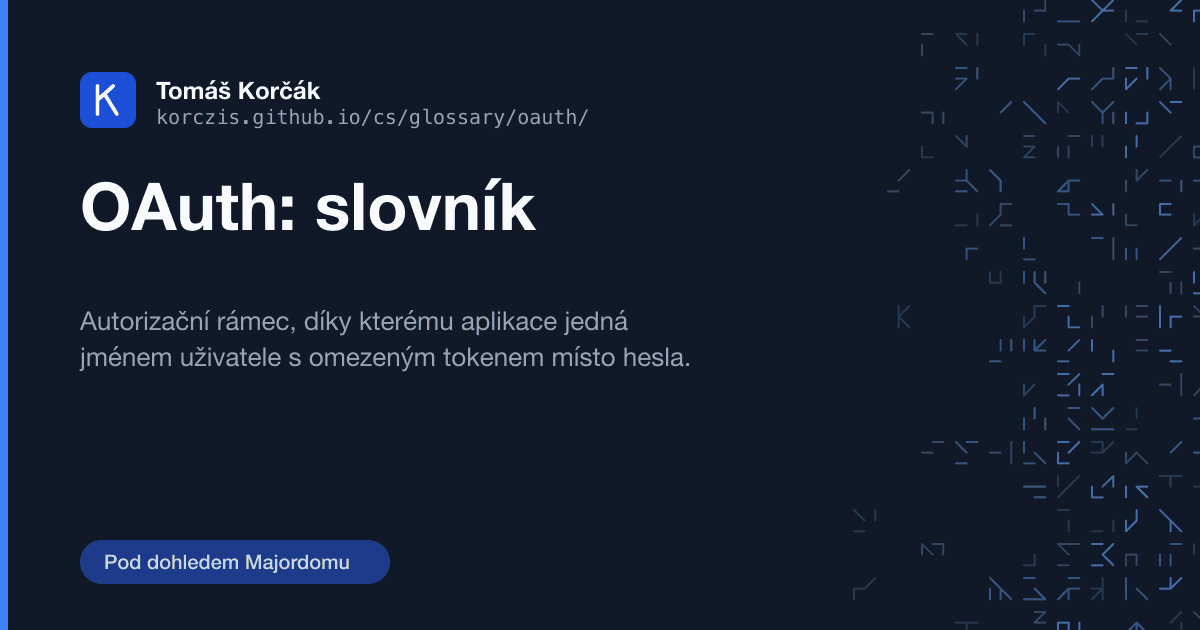 K
Tomáš Korčák
korczis.github.io/cs/glossary/oauth/
OAuth: slovník
Autorizační rámec, díky kterému aplikace jedná
jménem uživatele s omezeným tokenem místo hesla.
Pod dohledem Majordomu